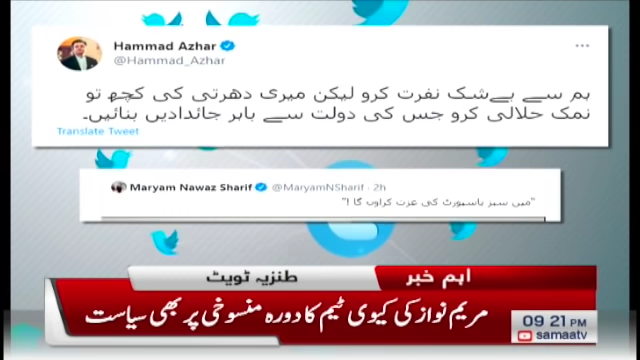 Hammad Azhar
@Hammad_Azhar
ہم سے بےشک نفرت کرو لیکن میری دھرتی کی کچھ تو
نمک حلالی کرو جس کی دولت سے باہر جائدادیں بنائیں۔
Translate Tweet
Maryam Nawaz Sharif @MaryamNSharif · 2h
"میں سبز پاسپورٹ کی عزت کراوں گا !"
اہم خبر
طنزیہ ٹویٹ
مریم نواز کی کیوی ٹیم کا دورہ منسوخی پر بھی سیاست
09 21 PM
samaatv